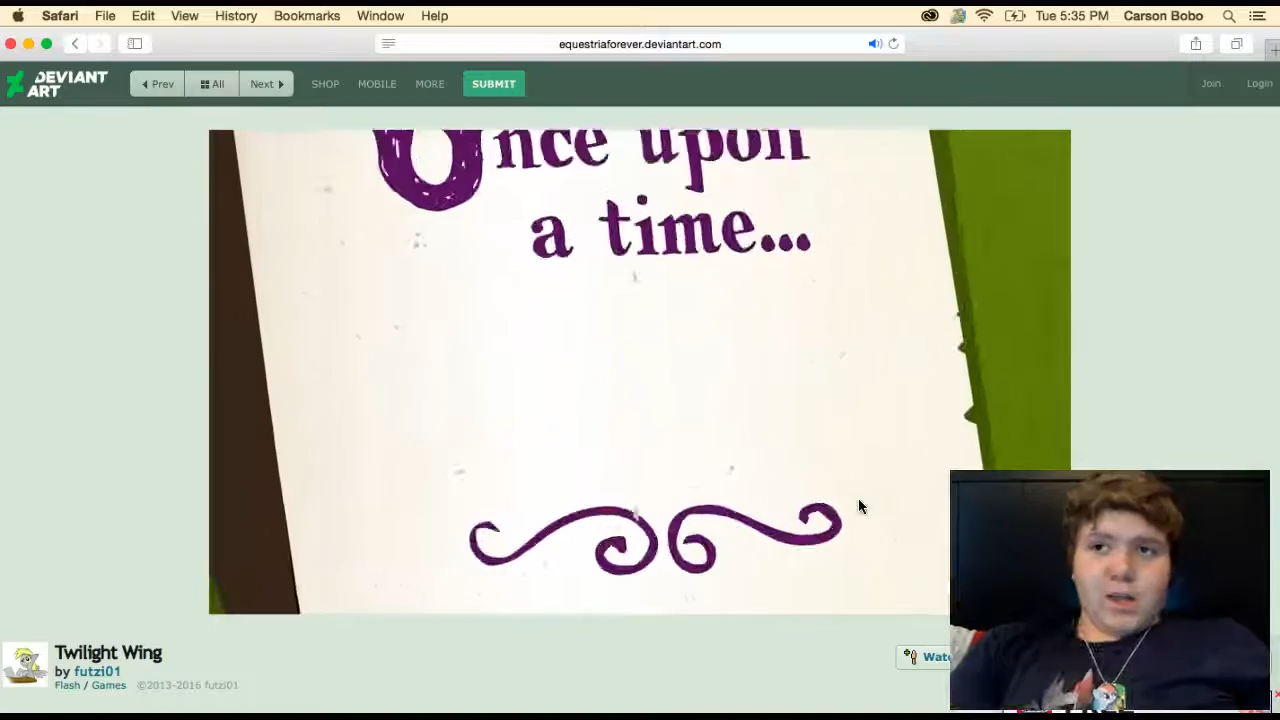 Safari File Edit View History Bookmarks Window Help Tue 5:35 PM Carson Bobo
equestriaforever.deviantart.com
DEVIANT
ART
Prev All Next SHOP MOBILE MORE SUBMIT Join Login
Once upon
a time...
Twilight Wing
by futzi01
Flash / Games ©2013-2016 futzi01